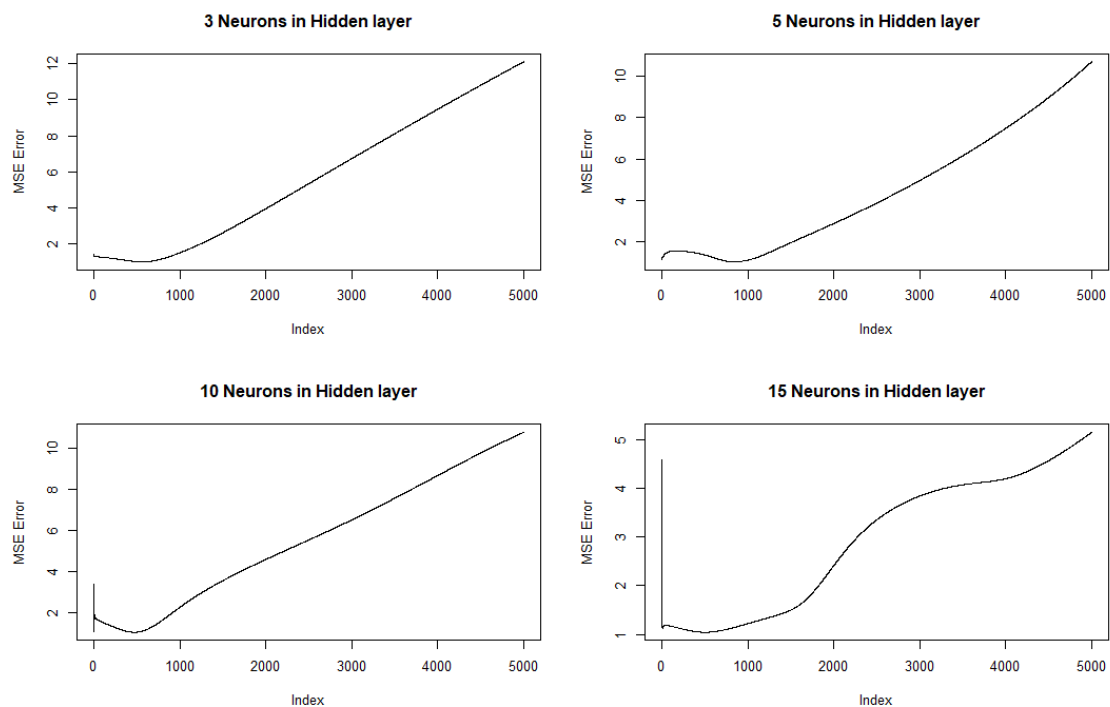 3 Neurons in Hidden layer
MSE Error
12
10
8
6
4
2
0 1000 2000 3000 4000 5000
Index
5 Neurons in Hidden layer
MSE Error
10
8
6
4
2
0 1000 2000 3000 4000 5000
Index
10 Neurons in Hidden layer
MSE Error
10
8
6
4
2
0 1000 2000 3000 4000 5000
Index
15 Neurons in Hidden layer
MSE Error
5
4
3
2
1
0 1000 2000 3000 4000 5000
Index